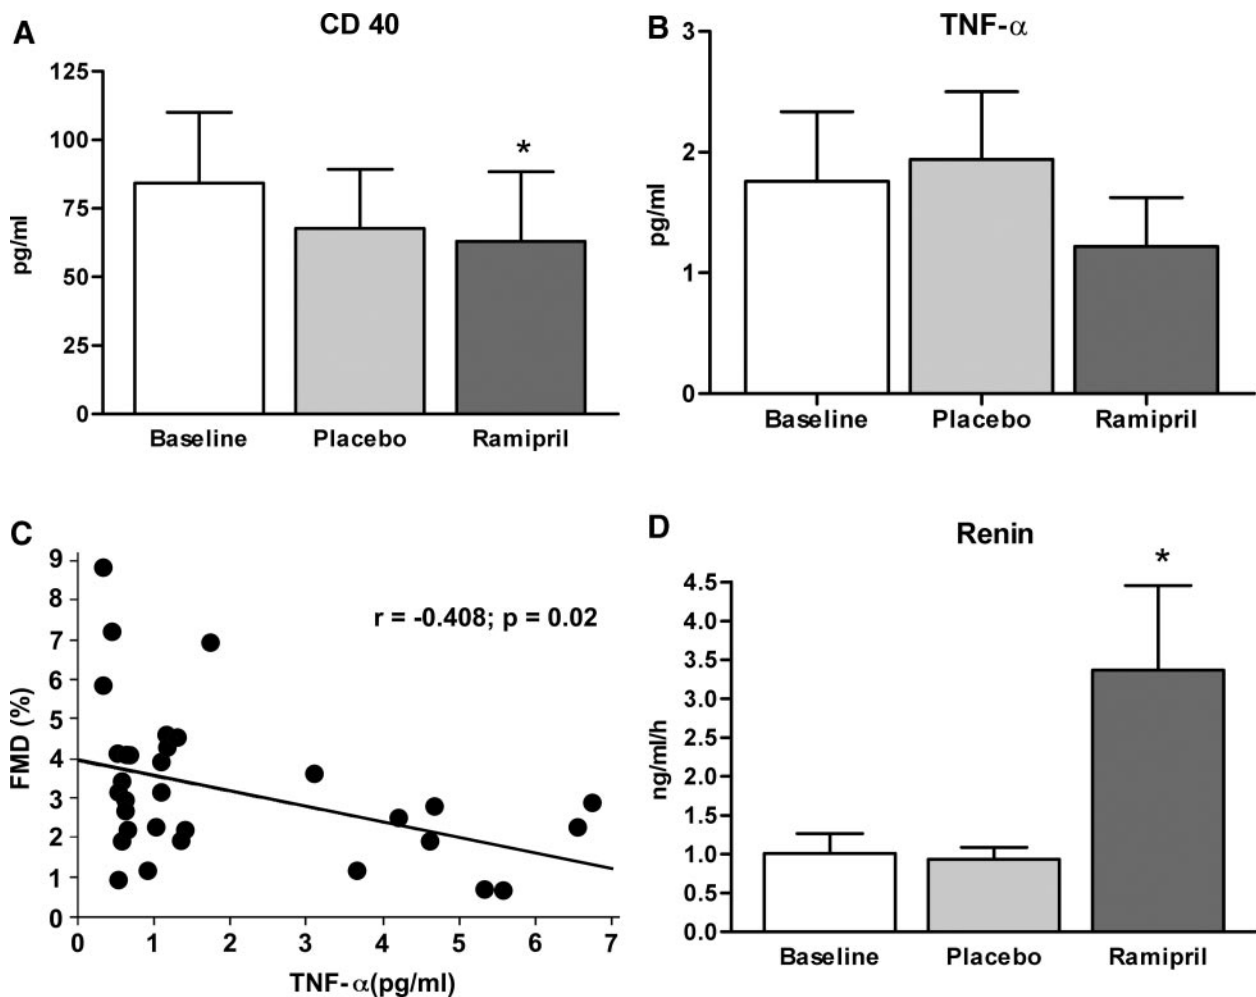 A
CD 40
125
100
75
50
25
0
pg/ml
*
Baseline
Placebo
Ramipril
B
TNF-α
3
2
1
0
pg/ml
Baseline
Placebo
Ramipril
C
9
8
7
6
5
4
3
2
1
0
FMD (%)
r = -0.408; p = 0.02
0 1 2 3 4 5 6 7
TNF-α(pg/ml)
D
Renin
*
4.5
4.0
3.5
3.0
2.5
2.0
1.5
1.0
0.5
0.0
ng/ml/h
Baseline
Placebo
Ramipril